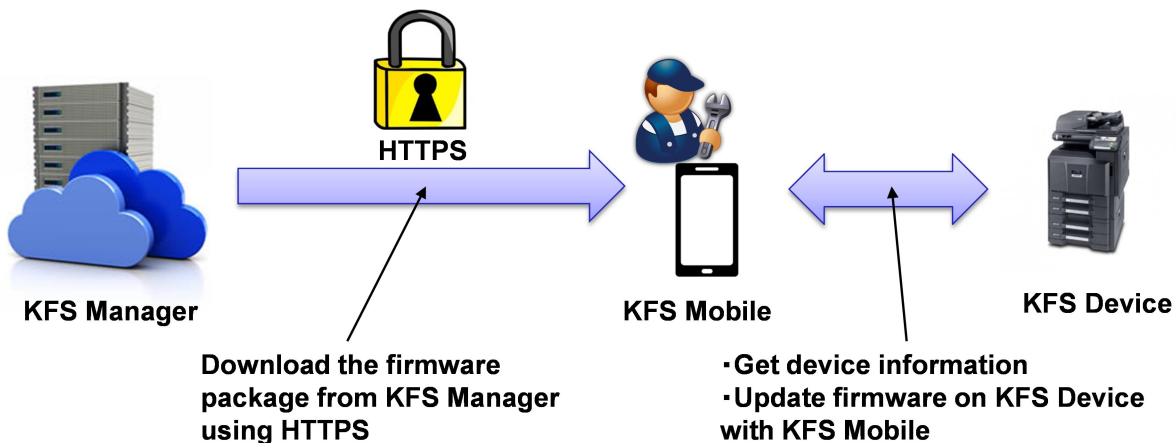 HTTPS
KFS Manager
KFS Mobile
KFS Device
Download the firmware
package from KFS Manager
using HTTPS
・Get device information
・Update firmware on KFS Device
with KFS Mobile